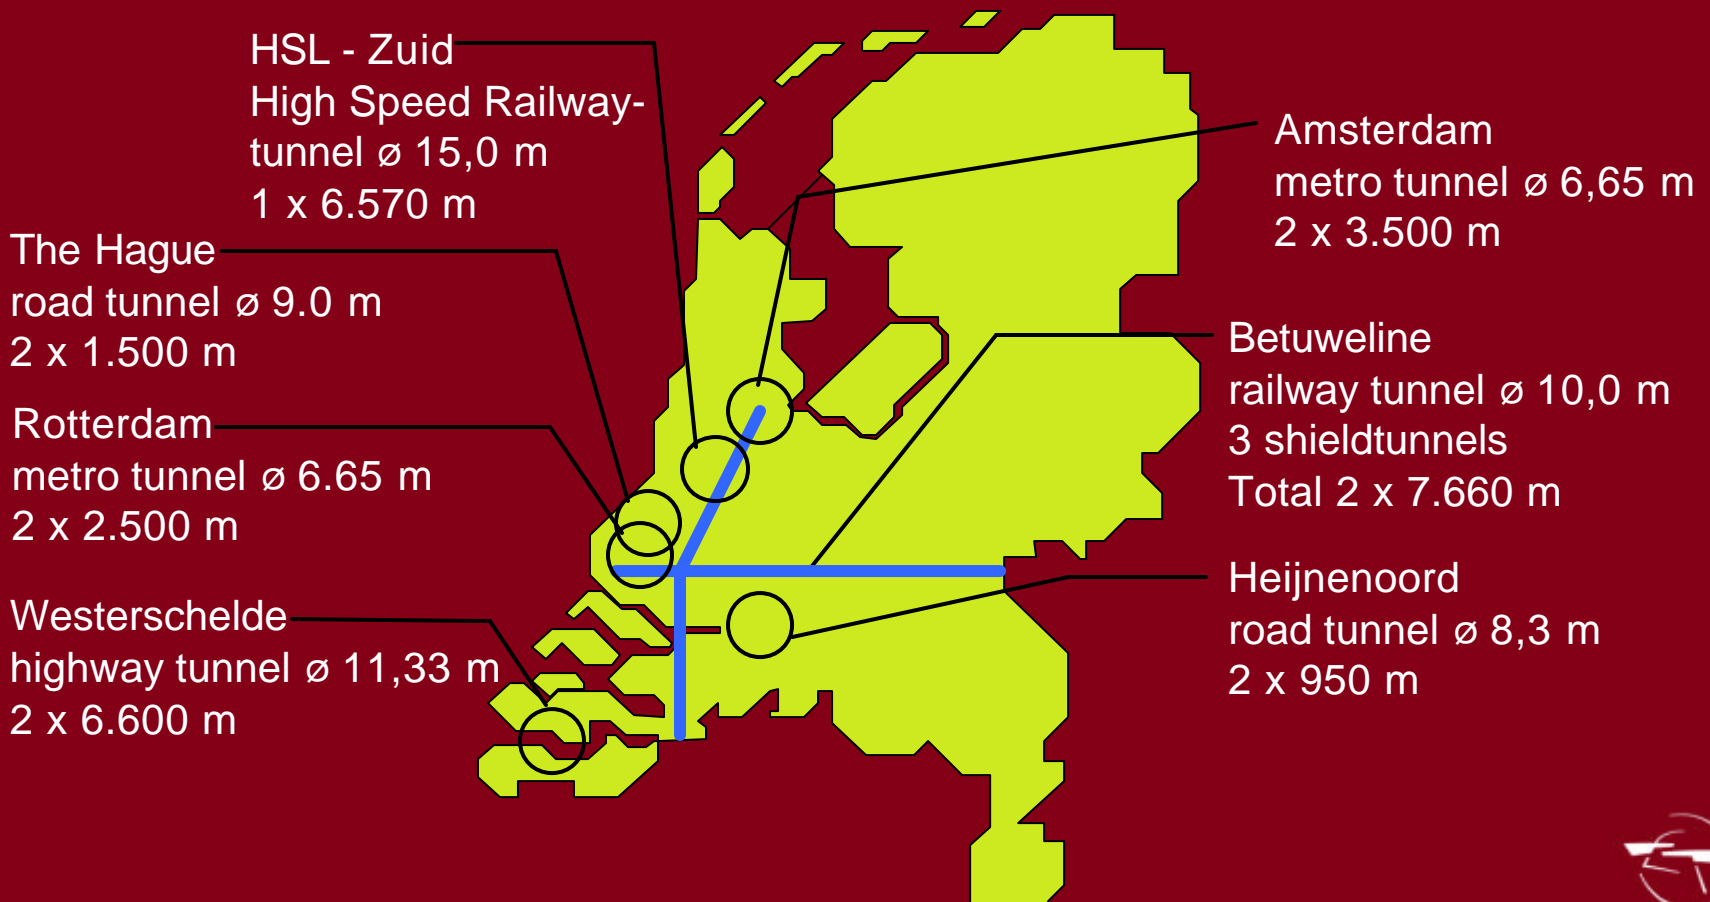 HSL - Zuid
High Speed Railway-
tunnel ø 15,0 m
1 x 6.570 m
The Hague
road tunnel ø 9.0 m
2 x 1.500 m
Rotterdam
metro tunnel ø 6.65 m
2 x 2.500 m
Westerschelde
highway tunnel ø 11,33 m
2 x 6.600 m
Amsterdam
metro tunnel ø 6,65 m
2 x 3.500 m
Betuweline
railway tunnel ø 10,0 m
3 shieldtunnels
Total 2 x 7.660 m
Heijnenoord
road tunnel ø 8,3 m
2 x 950 m